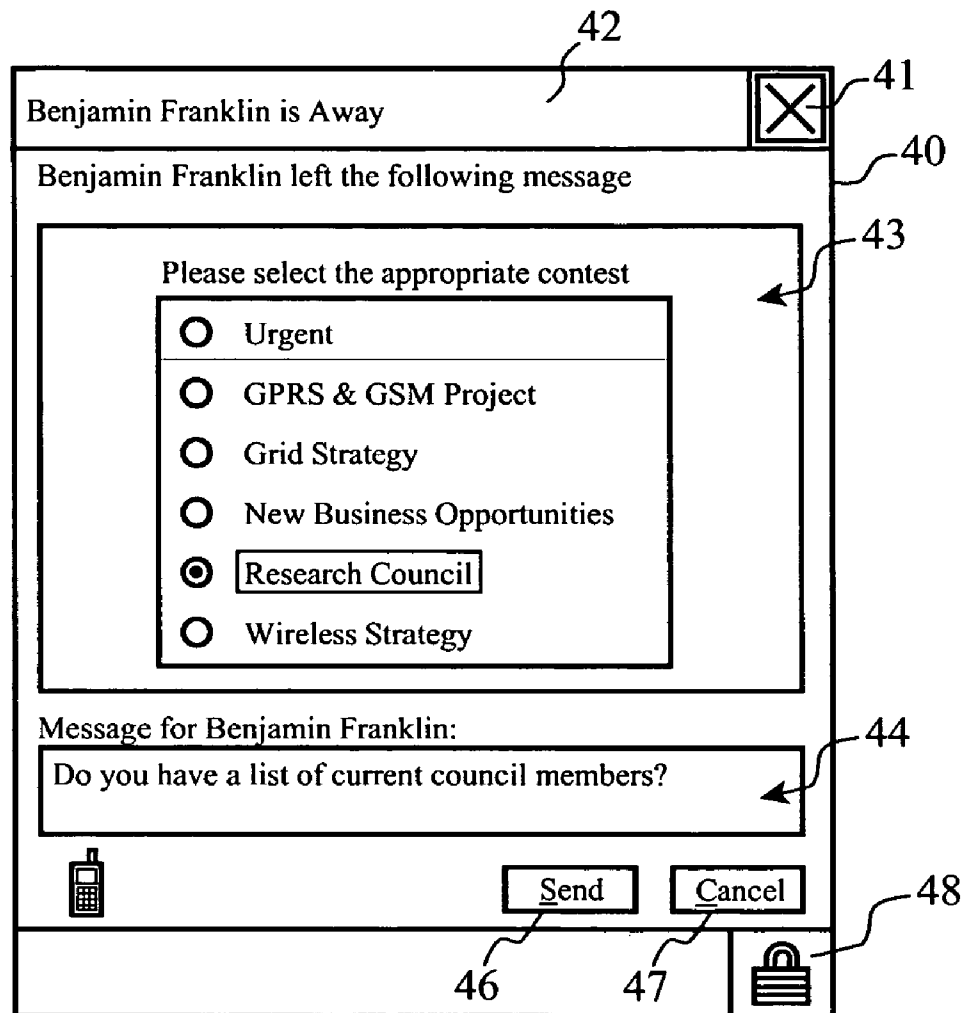 42
Benjamin Franklin is Away
41
40
Benjamin Franklin left the following message
43
Please select the appropriate contest
Urgent
GPRS & GSM Project
Grid Strategy
New Business Opportunities
Research Council
Wireless Strategy
Message for Benjamin Franklin:
44
Do you have a list of current council members?
Send
Cancel
48
46
47